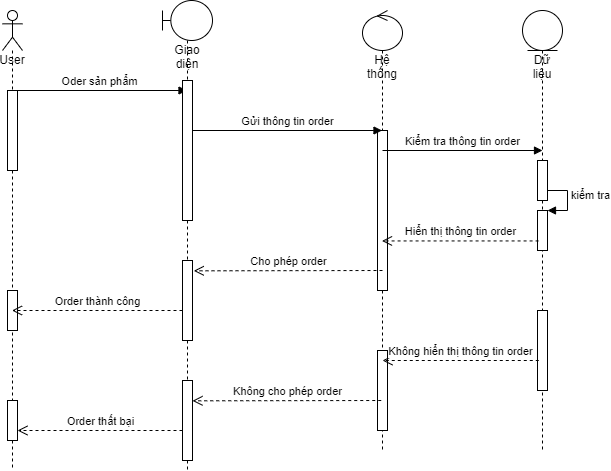 User
Giao
diện
Hệ
thống
Dữ
liệu
Oder sản phẩm
Gửi thông tin order
Kiểm tra thông tin order
kiểm tra
Hiển thị thông tin order
Cho phép order
Order thành công
Không hiển thị thông tin order
Không cho phép order
Order thất bại